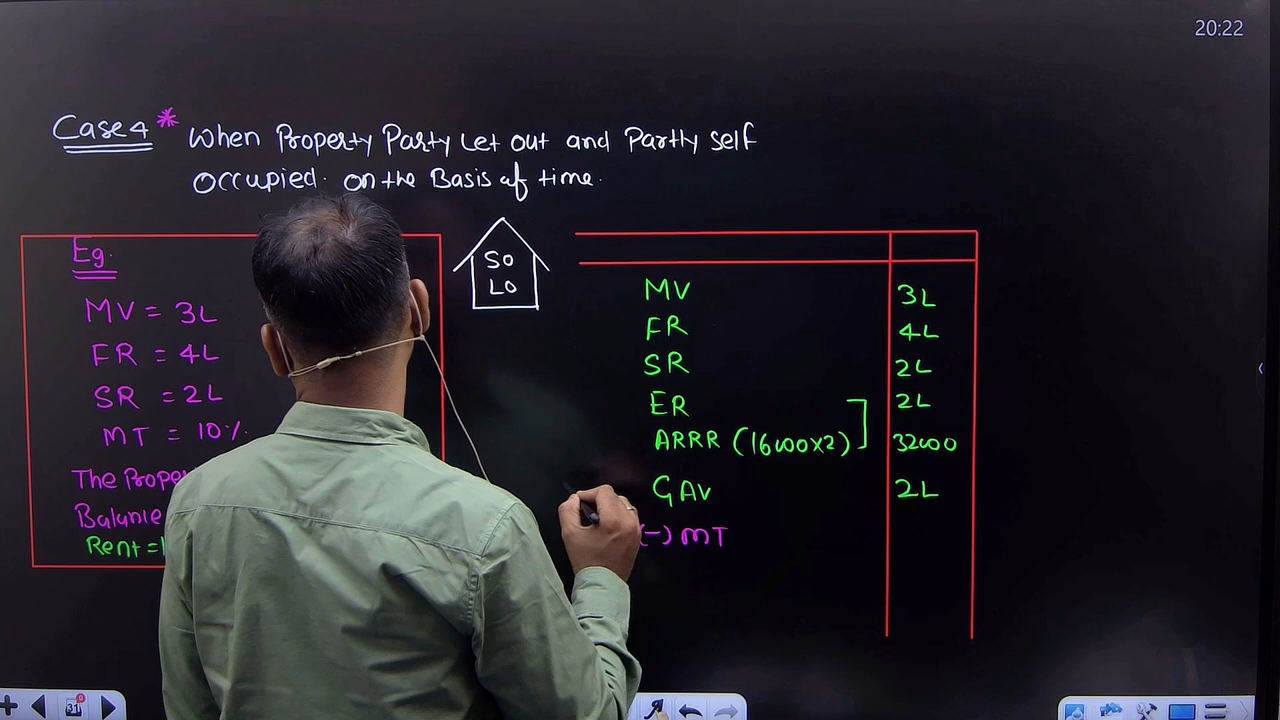 20:22
Case 4 * When Property Party Let out and Partly self
Occupied. on the Basis of time.
Eg.
MV = 3L
FR = 4L
SR = 2L
MT = 10%.
The Proper
Balance
Rent =
SO
LO
MV 3L
FR 4L
SR 2L
ER 2L
ARRR (16000x2) 32000
GAV 2L
(-) MT
31